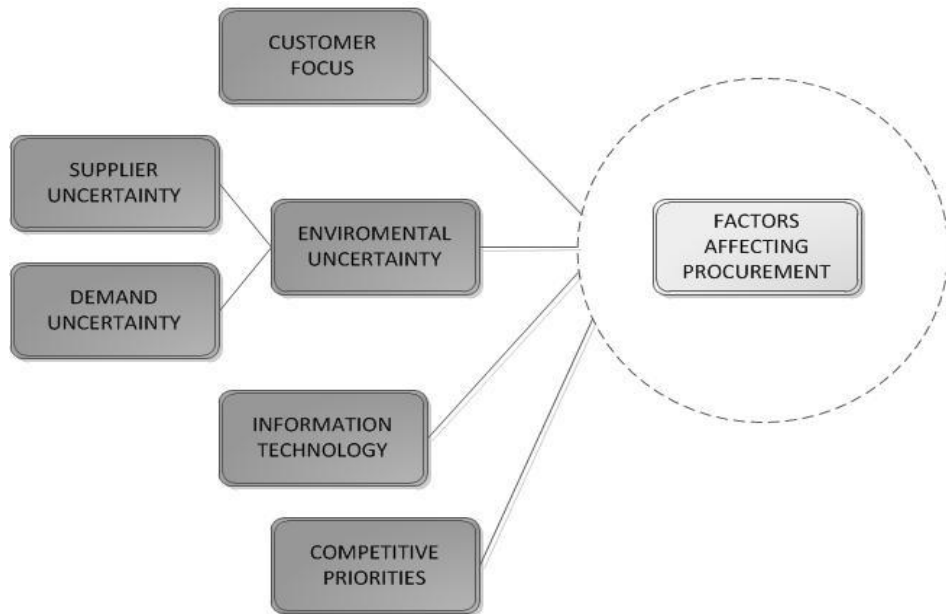 CUSTOMER
FOCUS
SUPPLIER
UNCERTAINTY
ENVIROMENTAL
UNCERTAINTY
DEMAND
UNCERTAINTY
INFORMATION
TECHNOLOGY
COMPETITIVE
PRIORITIES
FACTORS
AFFECTING
PROCUREMENT